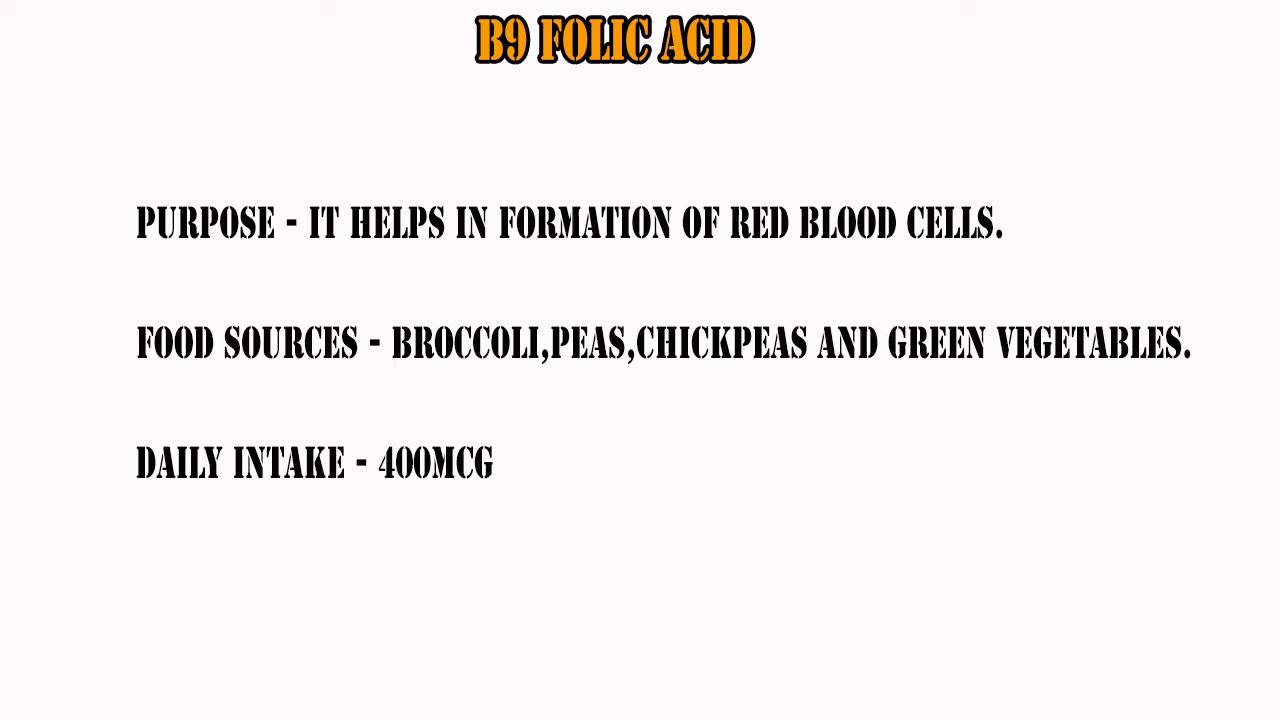 B9 FOLIC ACID
PURPOSE - IT HELPS IN FORMATION OF RED BLOOD CELLS.
FOOD SOURCES - BROCCOLI,PEAS,CHICKPEAS AND GREEN VEGETABLES.
DAILY INTAKE - 400MCG